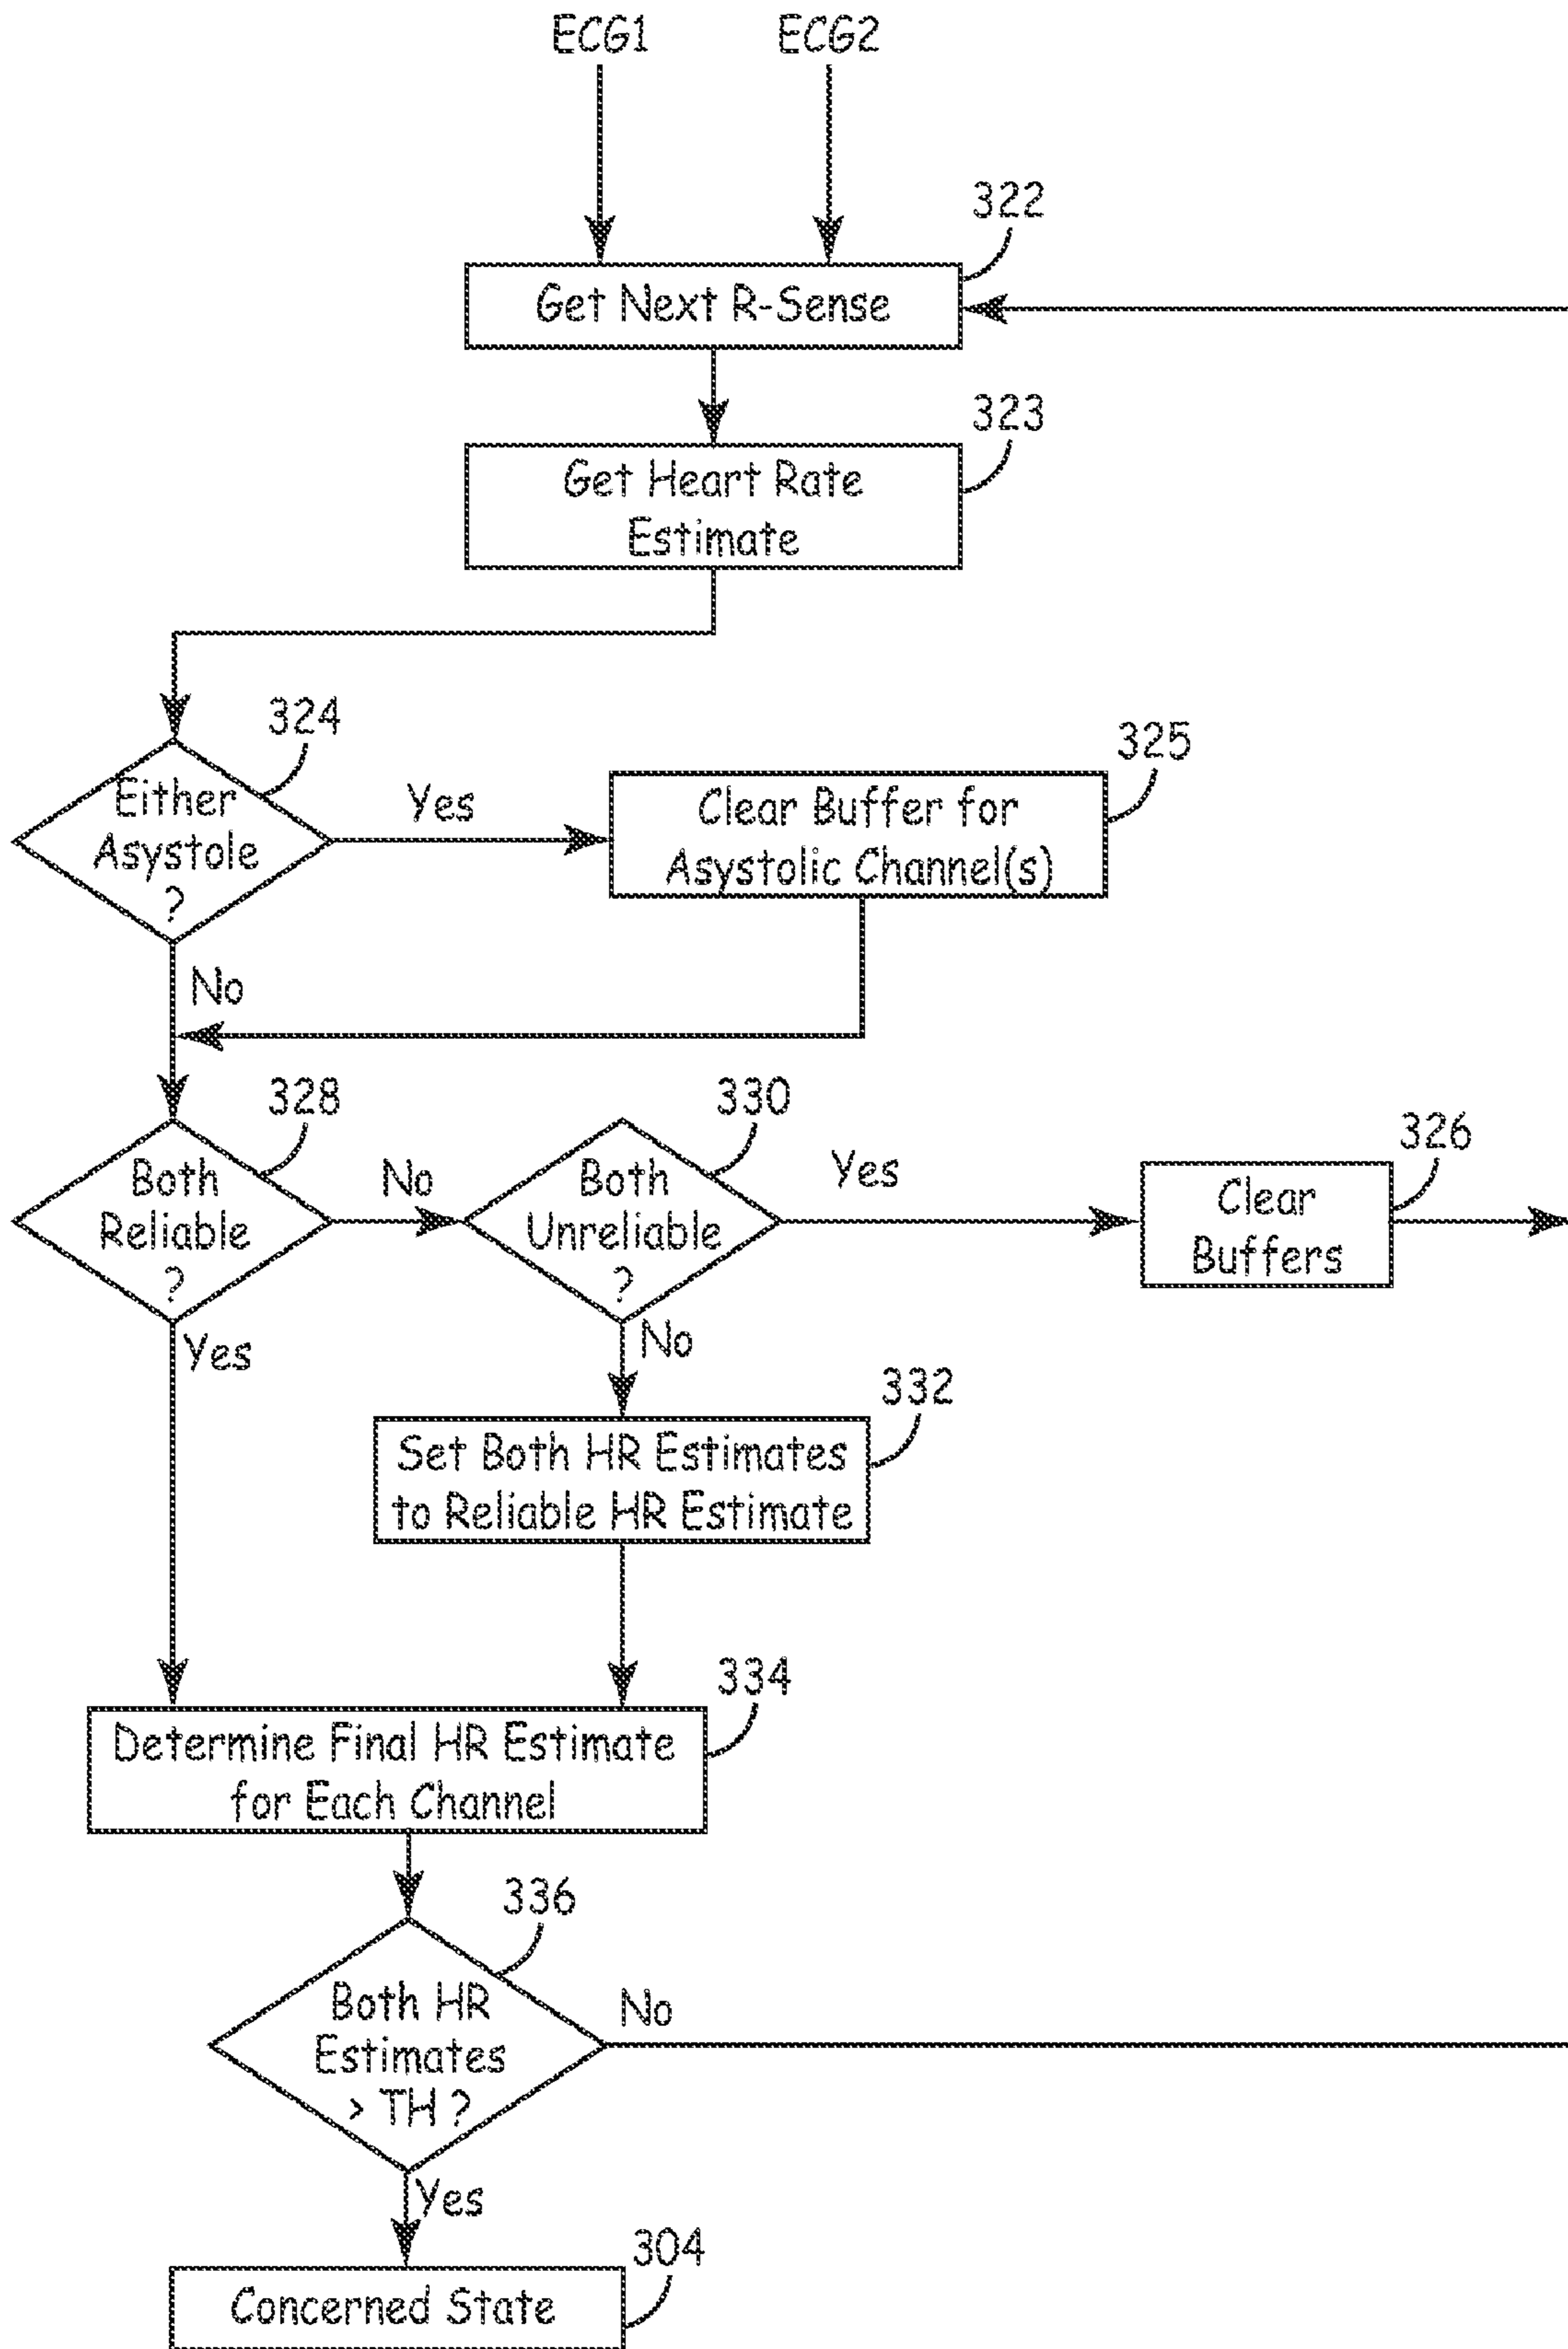 ECG1
ECG2
322
Get Next R-Sense
323
Get Heart Rate
Estimate
324
Either
Asystole
?
Yes
325
Clear Buffer for
Asystolic Channel(s)
No
328
Both
Reliable
?
No
330
Both
Unreliable
?
Yes
326
Clear
Buffers
Yes
No
332
Set Both HR Estimates
to Reliable HR Estimate
334
Determine Final HR Estimate
for Each Channel
336
Both HR
Estimates
> TH ?
No
Yes
304
Concerned State